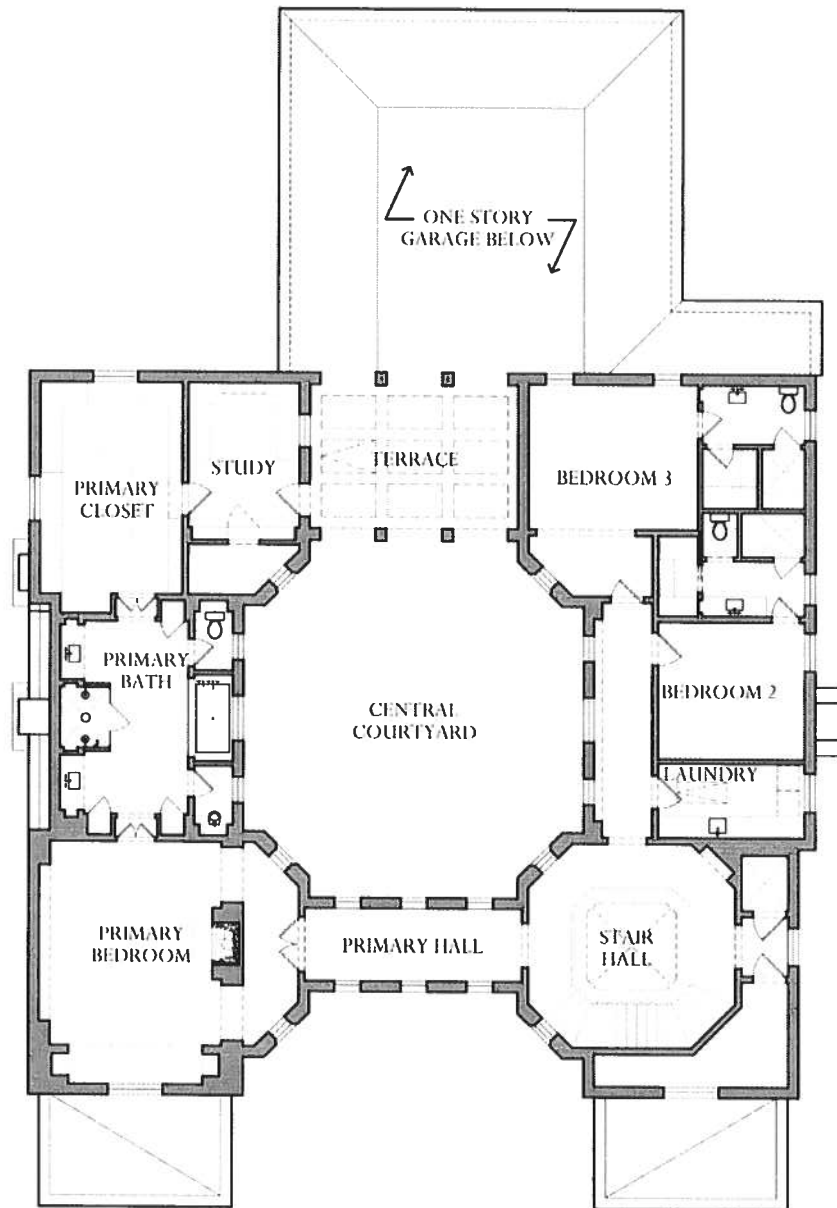 ONE STORY
GARAGE BELOW
PRIMARY
CLOSET
STUDY
TERRACE
BEDROOM 3
PRIMARY
BATH
CENTRAL
COURTYARD
BEDROOM 2
LAUNDRY
PRIMARY
BEDROOM
PRIMARY HALL
STAIR
HALL